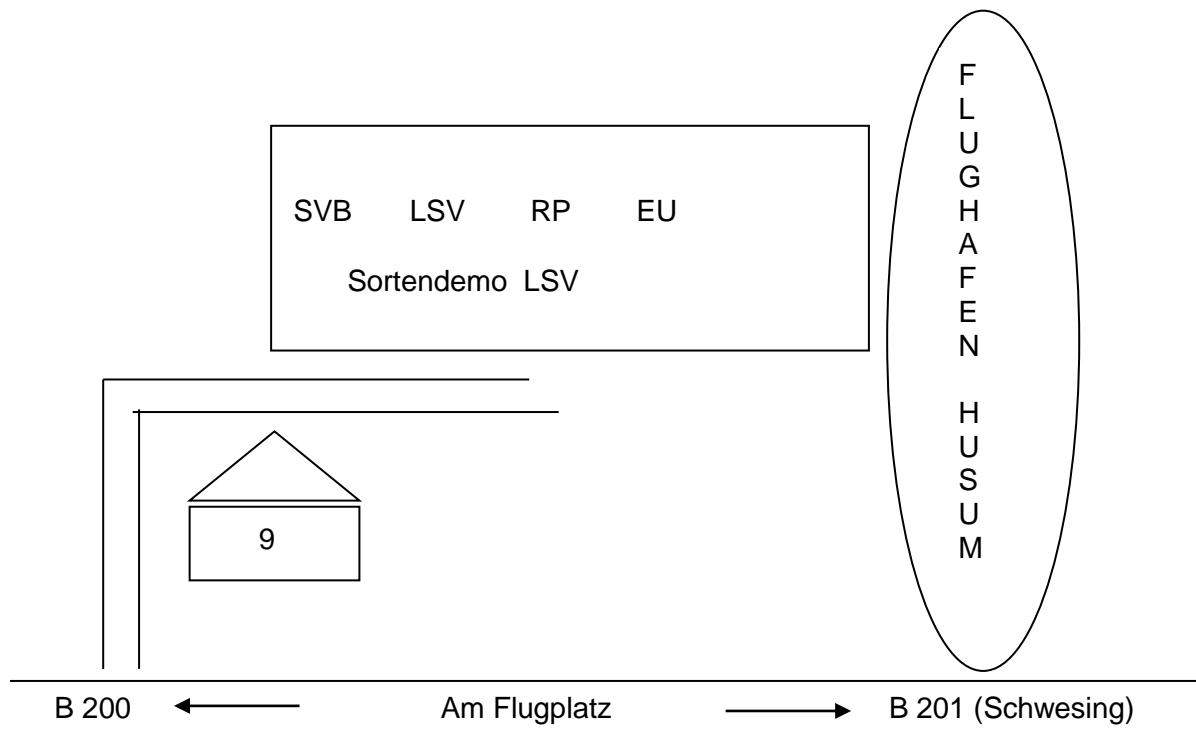 SVB LSV RP EU
Sortendemo LSV
FLUGHAFEN HUSUM
9
B 200 Am Flugplatz B 201 (Schwesing)